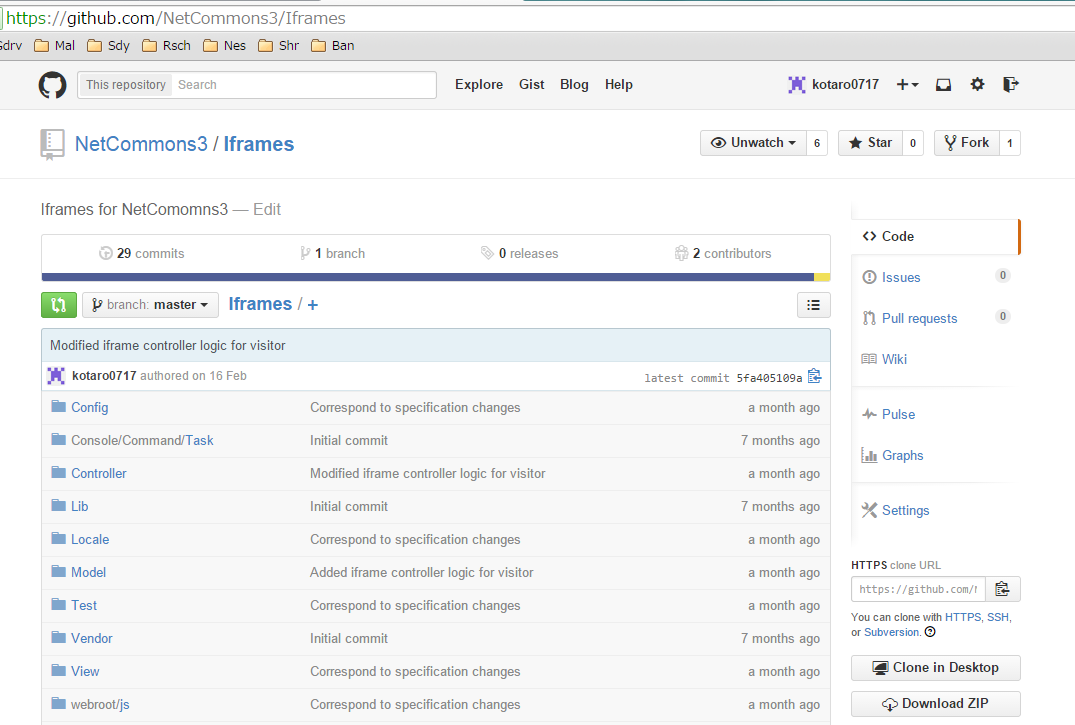 https://github.com/NetCommons3/Iframes
Gdrv Mal Sdy Rsch Nes Shr Ban
This repository Search Explore Gist Blog Help kotaro0717
NetCommons3 / Iframes Unwatch 6 Star 0 Fork 1
Iframes for NetComomns3 — Edit
29 commits 1 branch 0 releases 2 contributors
branch: master Iframes / +
Modified iframe controller logic for visitor
kotaro0717 authored on 16 Feb latest commit 5fa405109a
Config Correspond to specification changes a month ago
Console/Command/Task Initial commit 7 months ago
Controller Modified iframe controller logic for visitor a month ago
Lib Initial commit 7 months ago
Locale Correspond to specification changes a month ago
Model Added iframe controller logic for visitor a month ago
Test Correspond to specification changes a month ago
Vendor Initial commit 7 months ago
View Correspond to specification changes a month ago
webroot/js Correspond to specification changes a month ago
Code
Issues 0
Pull requests 0
Wiki
Pulse
Graphs
Settings
HTTPS clone URL
https://github.com/
You can clone with HTTPS, SSH,
or Subversion.
Clone in Desktop
Download ZIP